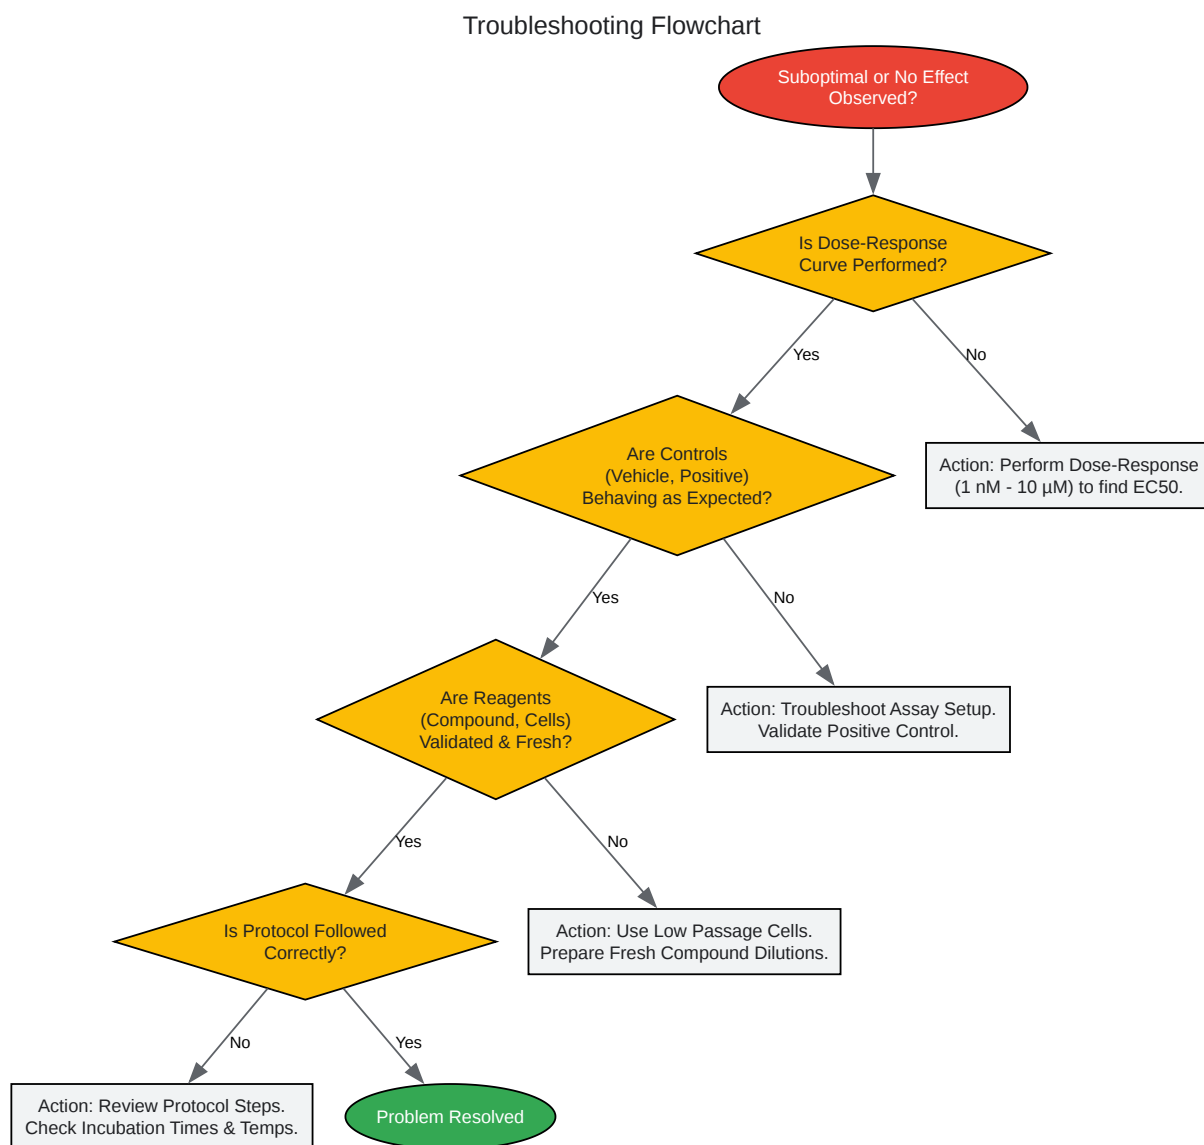 Troubleshooting Flowchart
Suboptimal or No Effect
Observed?
Is Dose-Response
Curve Performed?
Yes
No
Are Controls
(Vehicle, Positive)
Behaving as Expected?
Action: Perform Dose-Response
(1 nM - 10 µM) to find EC50.
Yes
No
Are Reagents
(Compound, Cells)
Validated & Fresh?
Action: Troubleshoot Assay Setup.
Validate Positive Control.
Yes
No
Is Protocol Followed
Correctly?
Action: Use Low Passage Cells.
Prepare Fresh Compound Dilutions.
No
Yes
Action: Review Protocol Steps.
Check Incubation Times & Temps.
Problem Resolved